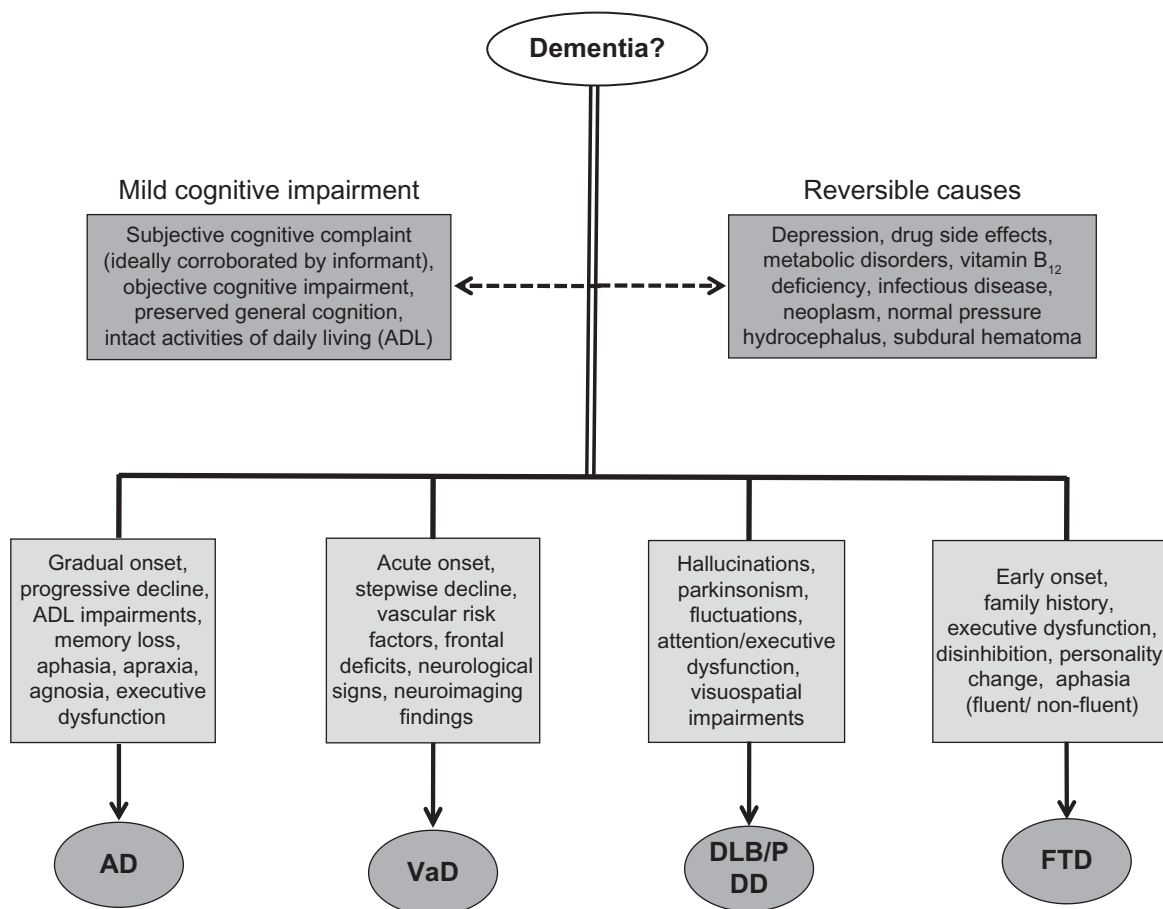 Dementia?
Mild cognitive impairment
Subjective cognitive complaint
(ideally corroborated by informant),
objective cognitive impairment,
preserved general cognition,
intact activities of daily living (ADL)
Reversible causes
Depression, drug side effects,
metabolic disorders, vitamin B₁₂
deficiency, infectious disease,
neoplasm, normal pressure
hydrocephalus, subdural hematoma
Gradual onset,
progressive decline,
ADL impairments,
memory loss,
aphasia, apraxia,
agnosia, executive
dysfunction
Acute onset,
stepwise decline,
vascular risk
factors, frontal
deficits, neurological
signs, neuroimaging
findings
Hallucinations,
parkinsonism,
fluctuations,
attention/executive
dysfunction,
visuospatial
impairments
Early onset,
family history,
executive dysfunction,
disinhibition, personality
change, aphasia
(fluent/ non-fluent)
AD
VaD
DLB/P
DD
FTD